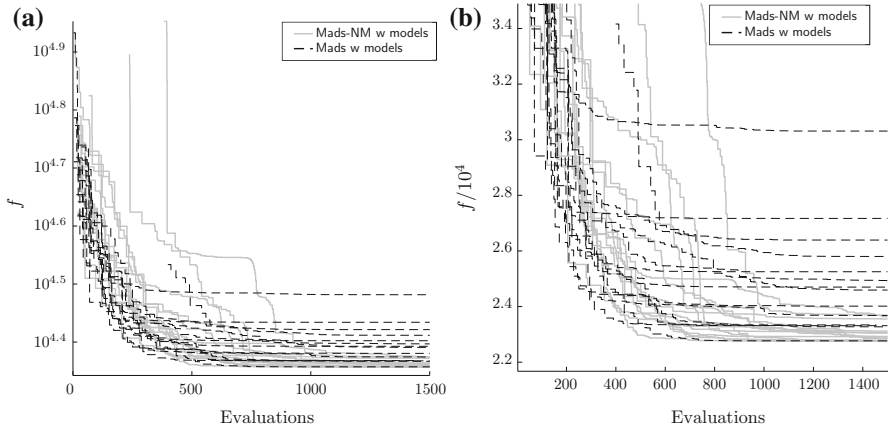 (a)
Mads-NM w models
Mads w models
10^4.9
10^4.8
10^4.7
10^4.6
10^4.5
10^4.4
f
0
500
1000
1500
Evaluations
(b)
Mads-NM w models
Mads w models
3.4
3.2
3
2.8
2.6
2.4
2.2
f/10^4
200
400
600
800
1000
1200
1400
Evaluations